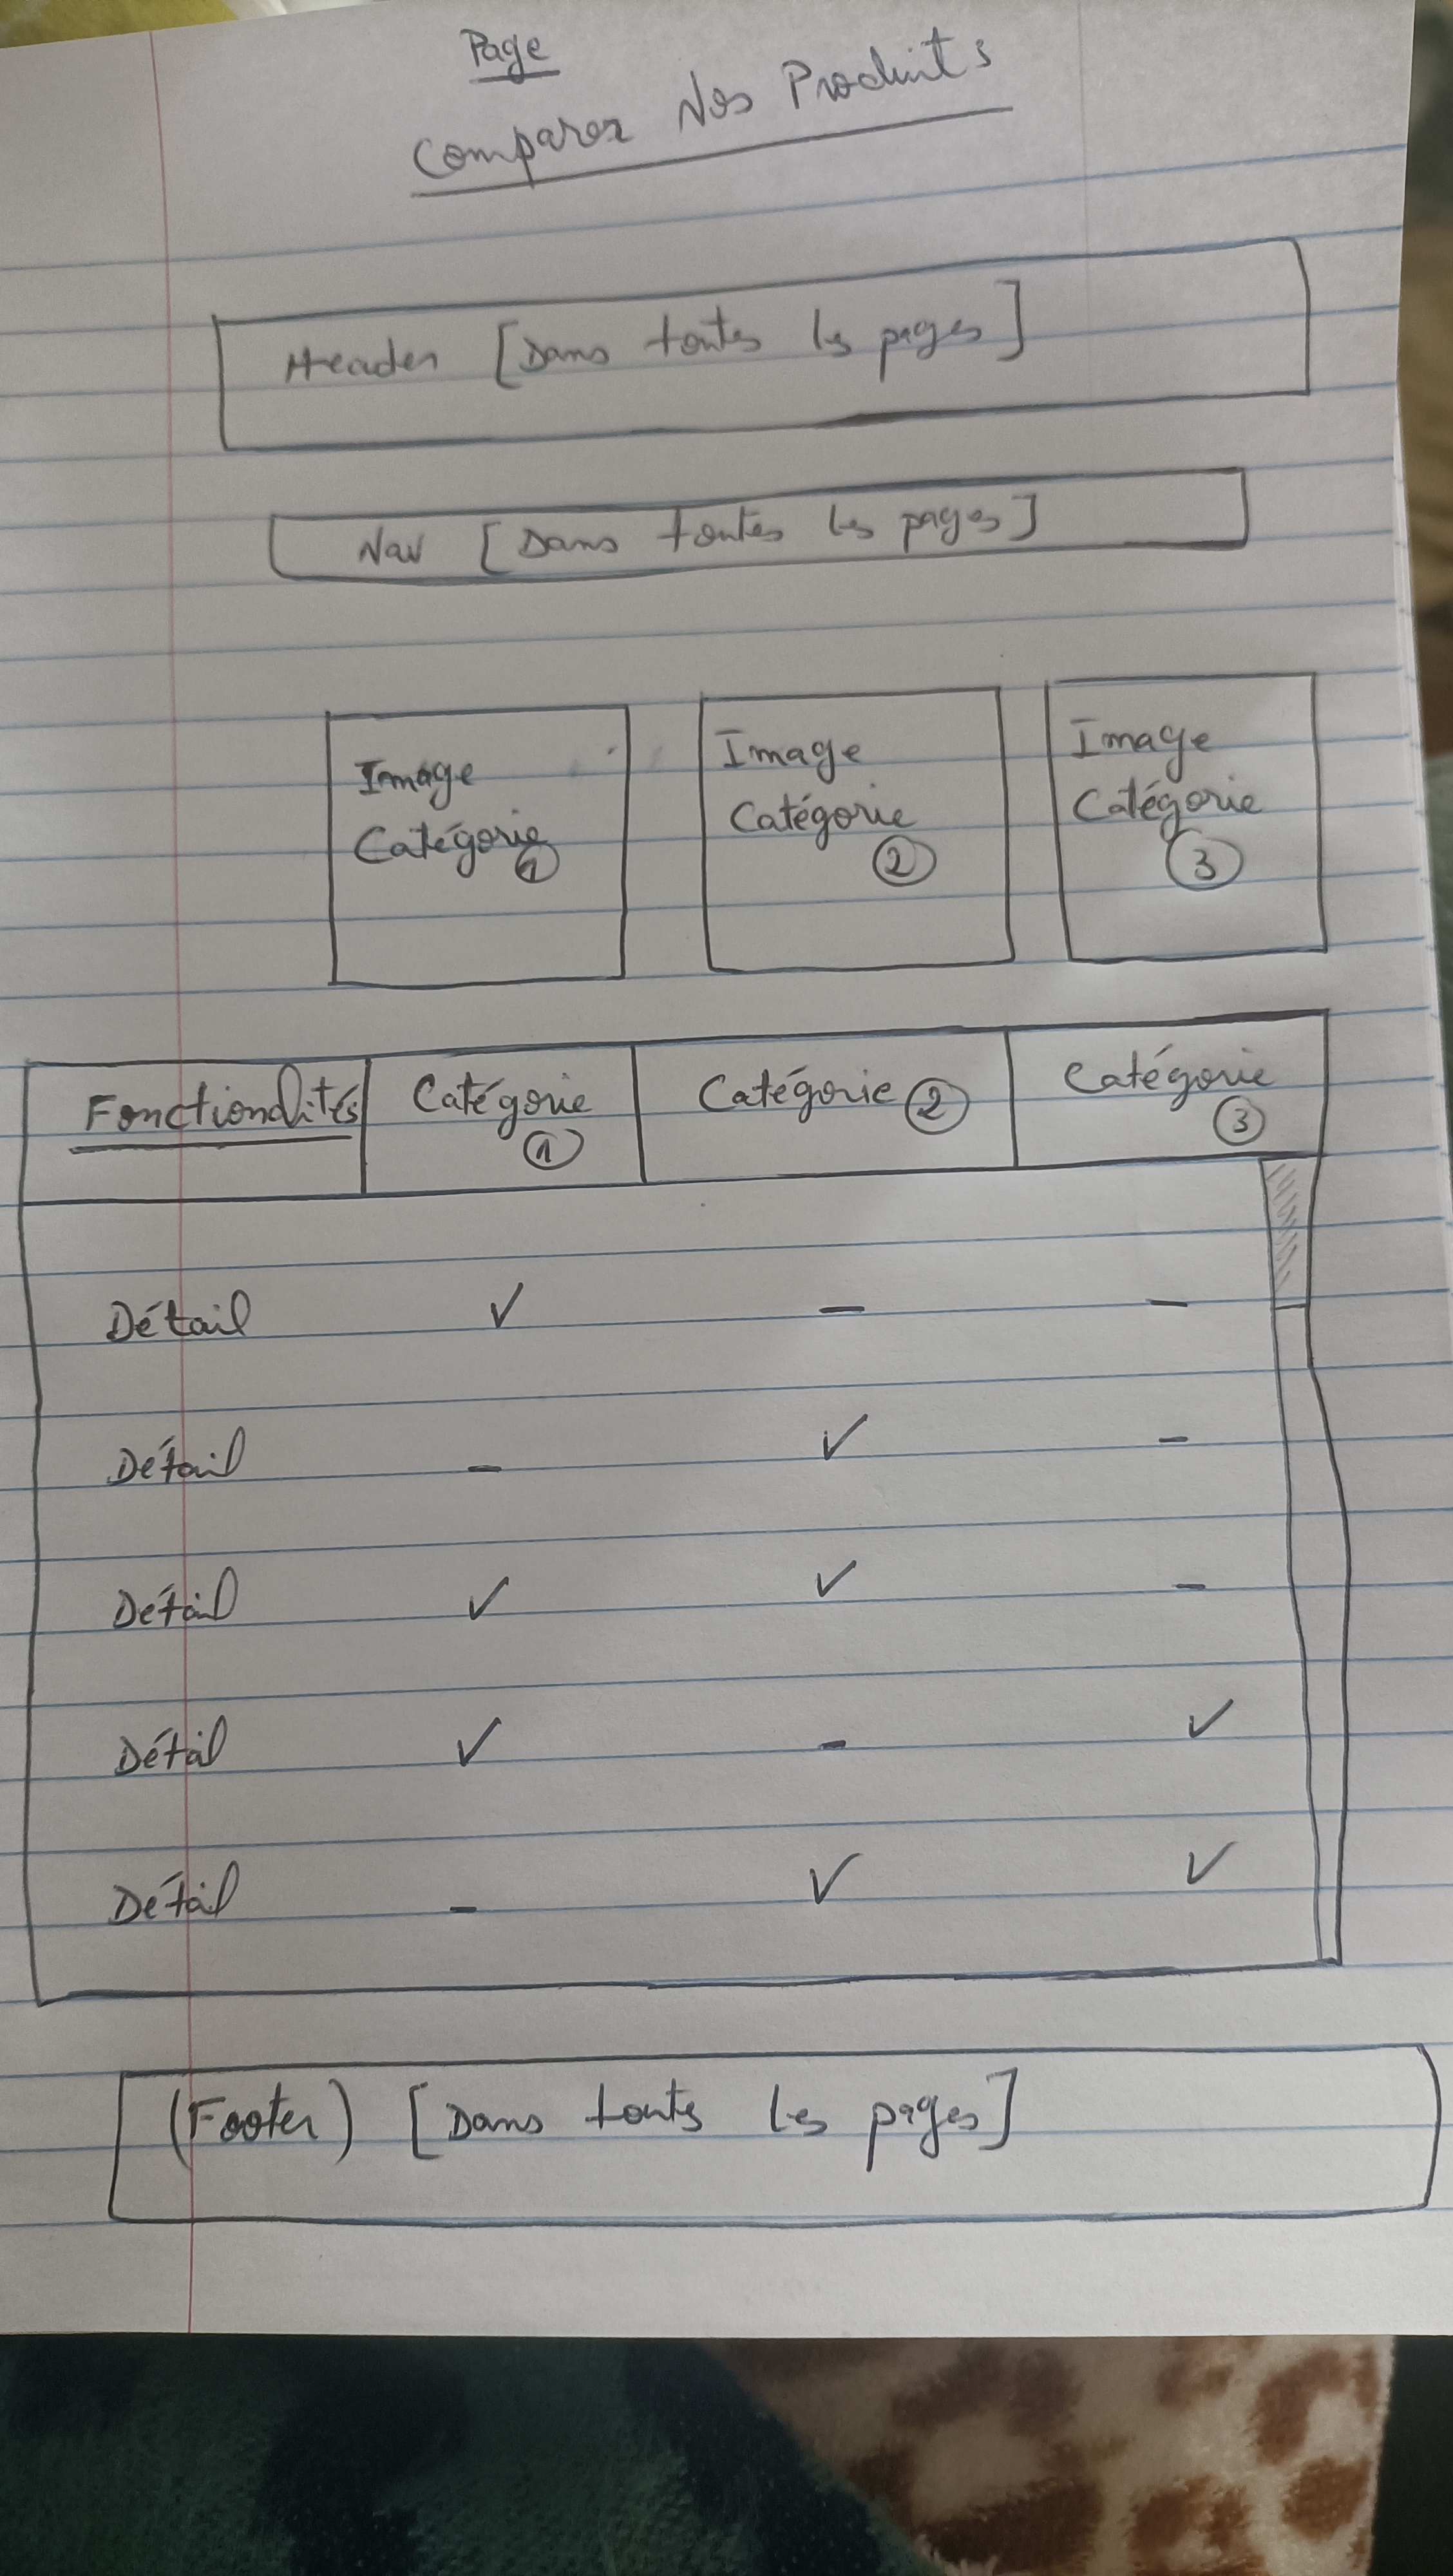 Page
Comparez Nos Produits
Header [Dans toutes les pages]
Nav [Dans toutes les pages]
Image
Catégorie
1
Image
Catégorie
2
Image
Catégorie
3
Fonctionalités
Catégorie
1
Catégorie 2
Catégorie
3
Détail ✓ – –
Détail – ✓ –
Détail ✓ ✓ –
Détail ✓ – ✓
Détail – ✓ ✓
(Footer) [Dans toutes les pages]